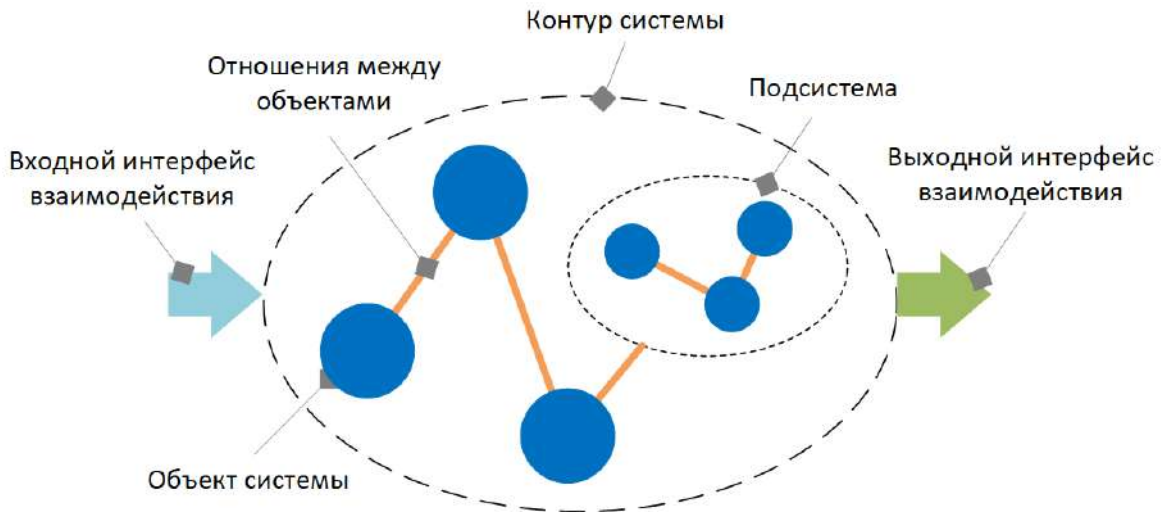 Контур системы
Отношения между
объектами
Подсистема
Входной интерфейс
взаимодействия
Выходной интерфейс
взаимодействия
Объект системы